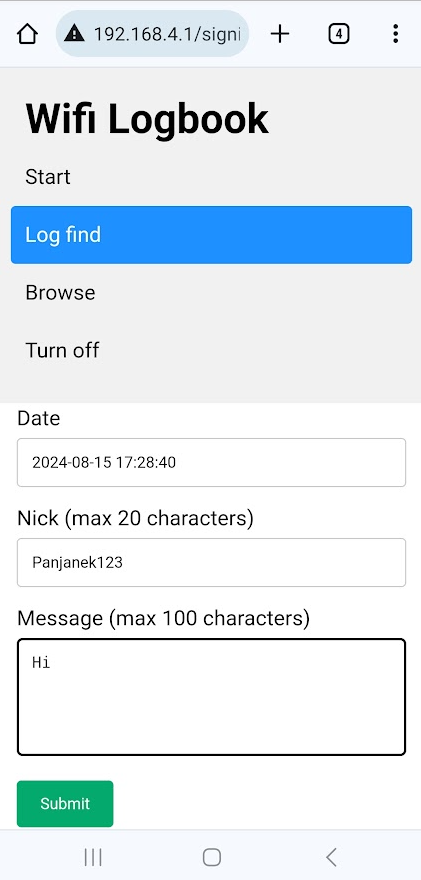 192.168.4.1/signi
4
Wifi Logbook
Start
Log find
Browse
Turn off
Date
2024-08-15 17:28:40
Nick (max 20 characters)
Panjanek123
Message (max 100 characters)
Hi
Submit